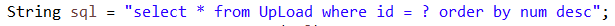 String sql = "select * from UpLoad where id = ? order by num desc";